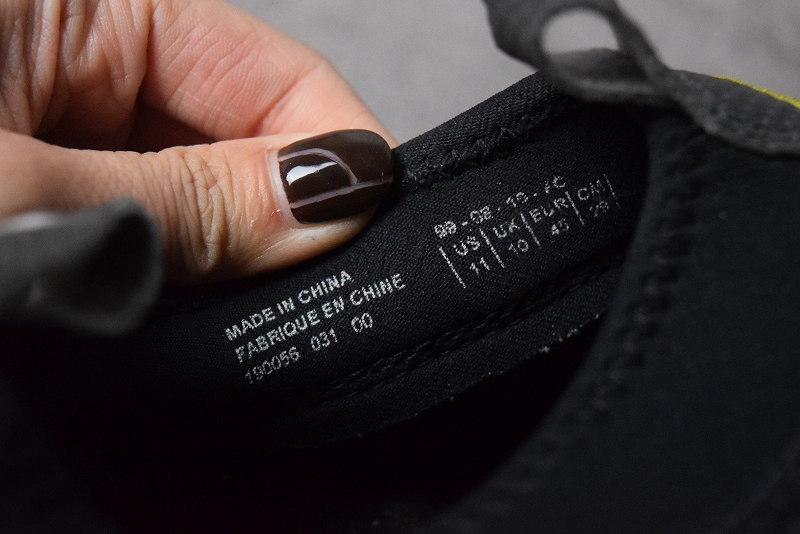 MADE IN CHINA
FABRIQUE EN CHINE
190056 031 00
US UK EUR CM
11 10 45 29